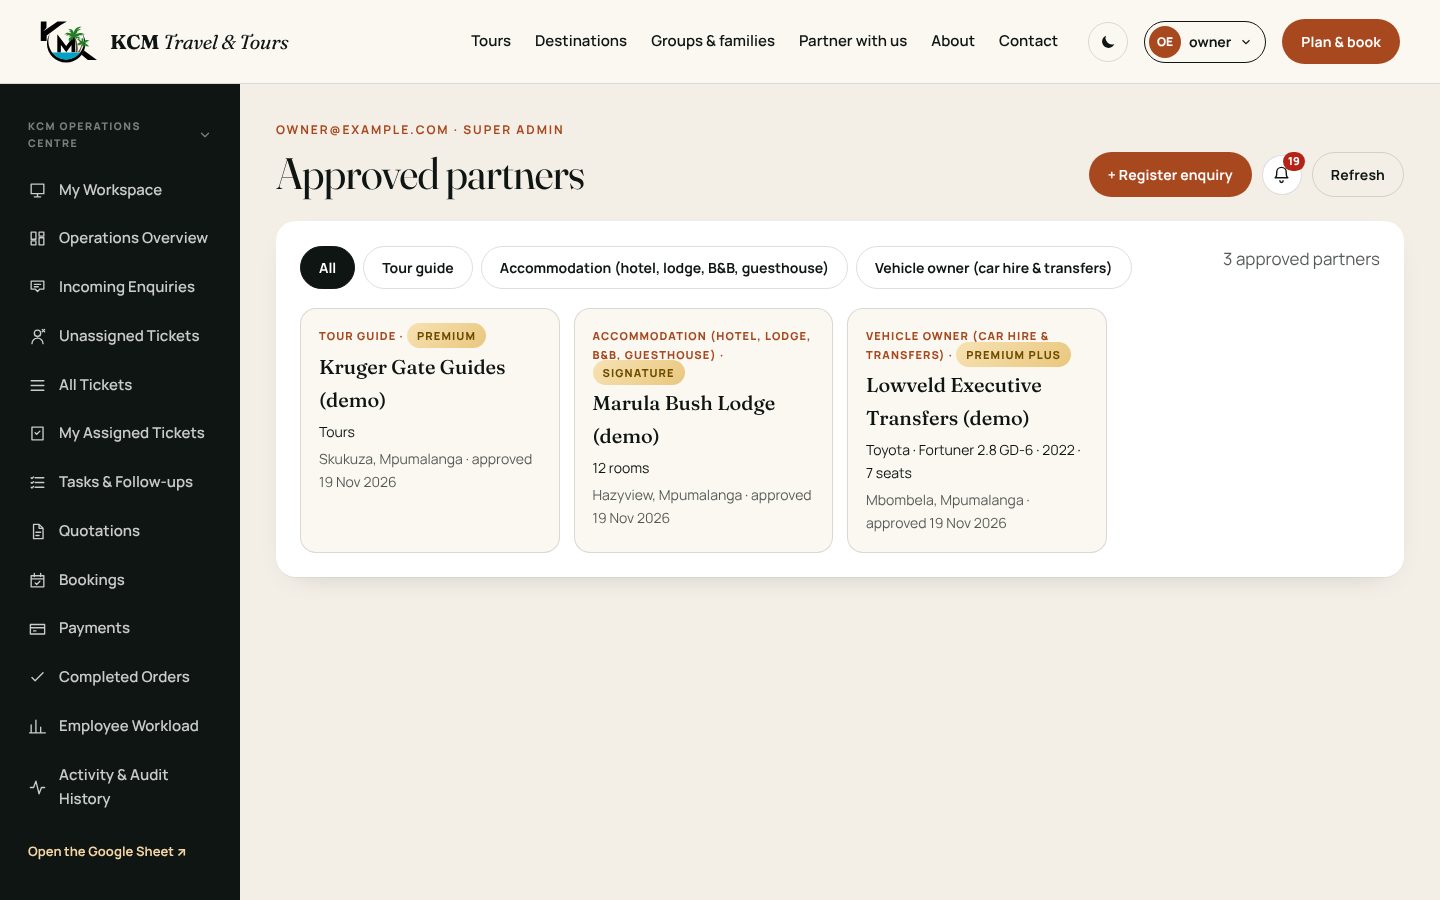 KCM Travel & Tours
Tours
Destinations
Groups & families
Partner with us
About
Contact
OE
owner
Plan & book
KCM OPERATIONS
CENTRE
My Workspace
Operations Overview
Incoming Enquiries
Unassigned Tickets
All Tickets
My Assigned Tickets
Tasks & Follow-ups
Quotations
Bookings
Payments
Completed Orders
Employee Workload
Activity & Audit
History
Open the Google Sheet ↗
OWNER@EXAMPLE.COM · SUPER ADMIN
Approved partners
+ Register enquiry
19
Refresh
All
Tour guide
Accommodation (hotel, lodge, B&B, guesthouse)
Vehicle owner (car hire & transfers)
3 approved partners
TOUR GUIDE · PREMIUM
Kruger Gate Guides
(demo)
Tours
Skukuza, Mpumalanga · approved
19 Nov 2026
ACCOMMODATION (HOTEL, LODGE,
B&B, GUESTHOUSE) ·
SIGNATURE
Marula Bush Lodge
(demo)
12 rooms
Hazyview, Mpumalanga · approved
19 Nov 2026
VEHICLE OWNER (CAR HIRE &
TRANSFERS) · PREMIUM PLUS
Lowveld Executive
Transfers (demo)
Toyota · Fortuner 2.8 GD-6 · 2022 ·
7 seats
Mbombela, Mpumalanga ·
approved 19 Nov 2026